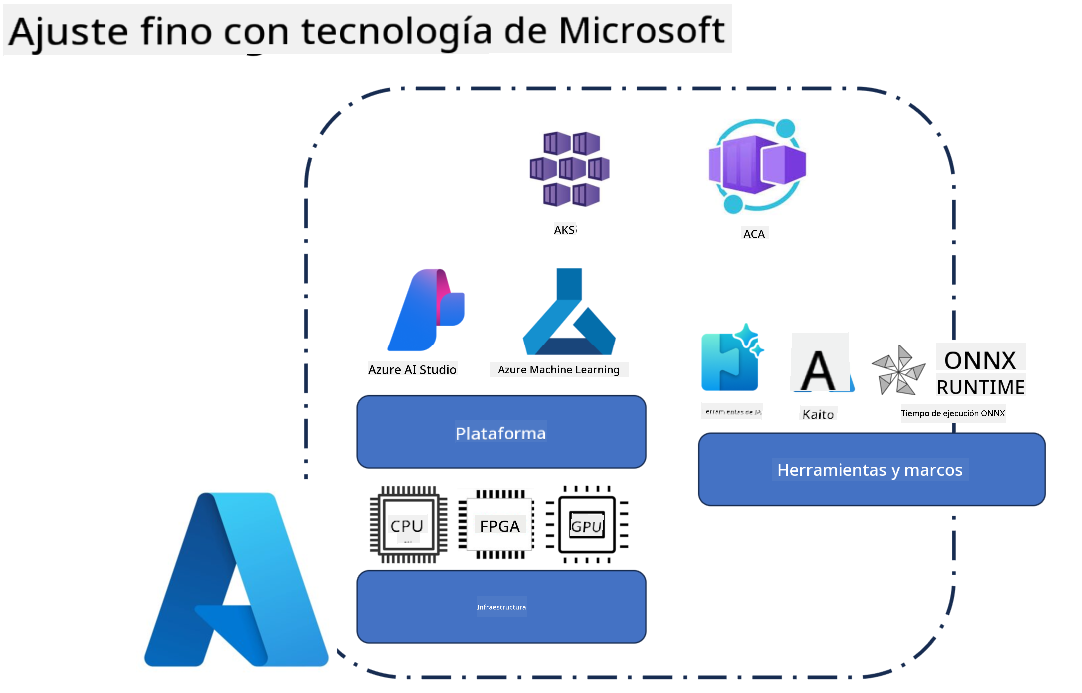 Ajuste fino con tecnología de Microsoft
AKS
ACA
Azure AI Studio
Azure Machine Learning
ONNX
RUNTIME
Kaito
Tiempo de ejecución ONNX
Plataforma
Herramientas y marcos
CPU
FPGA
GPU
Infraestructura